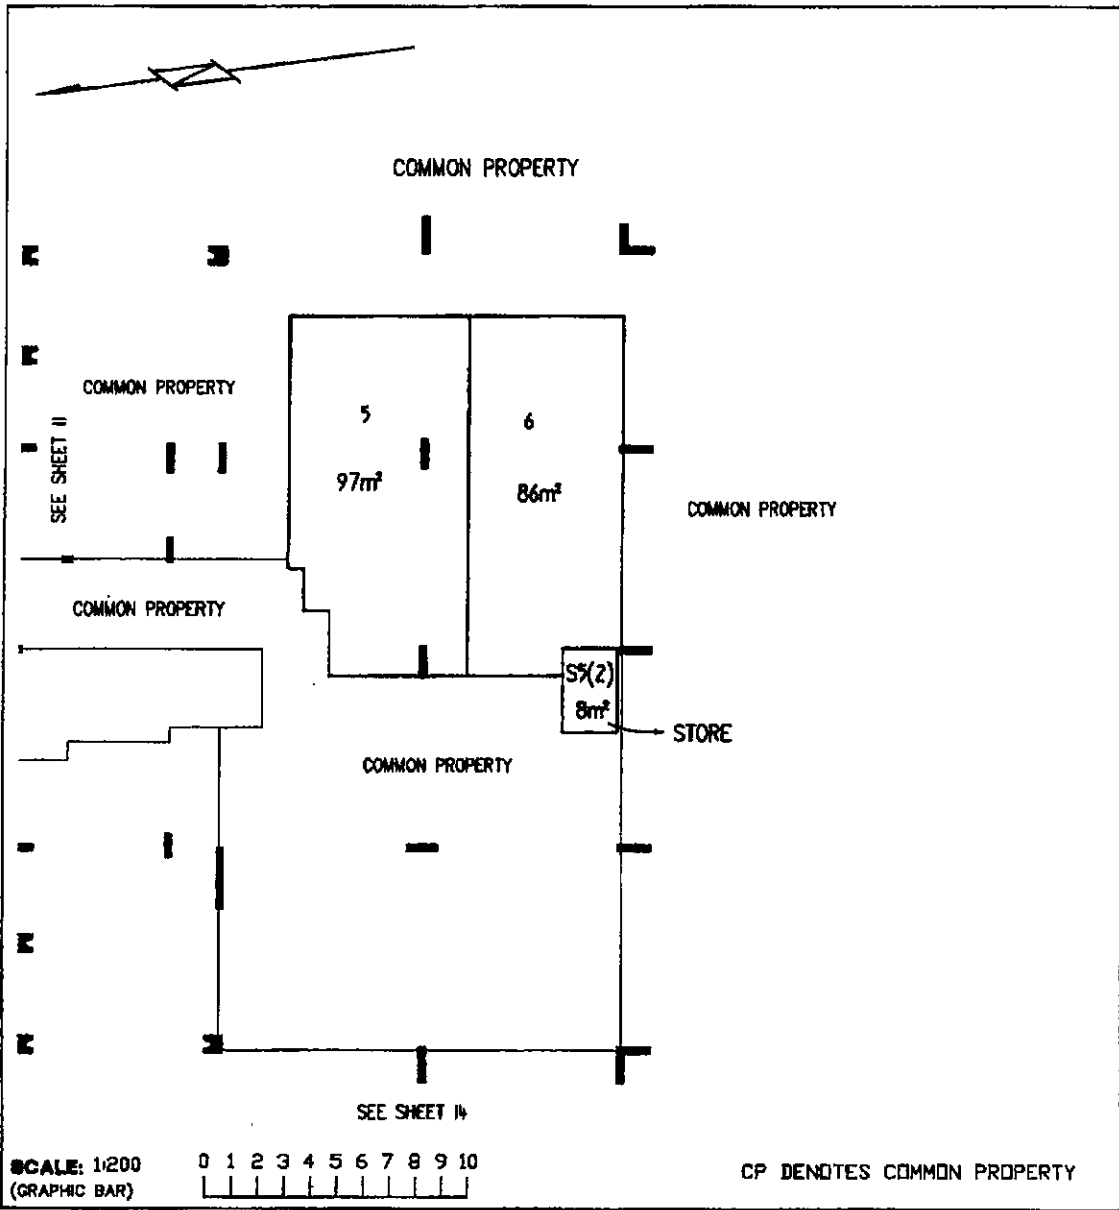 COMMON PROPERTY
COMMON PROPERTY
SEE SHEET 11
5
97m²
6
86m²
COMMON PROPERTY
COMMON PROPERTY
S5(2)
8m²
STORE
COMMON PROPERTY
SEE SHEET 14
SCALE: 1:200
(GRAPHIC BAR)
0 1 2 3 4 5 6 7 8 9 10
CP DENOTES COMMON PROPERTY